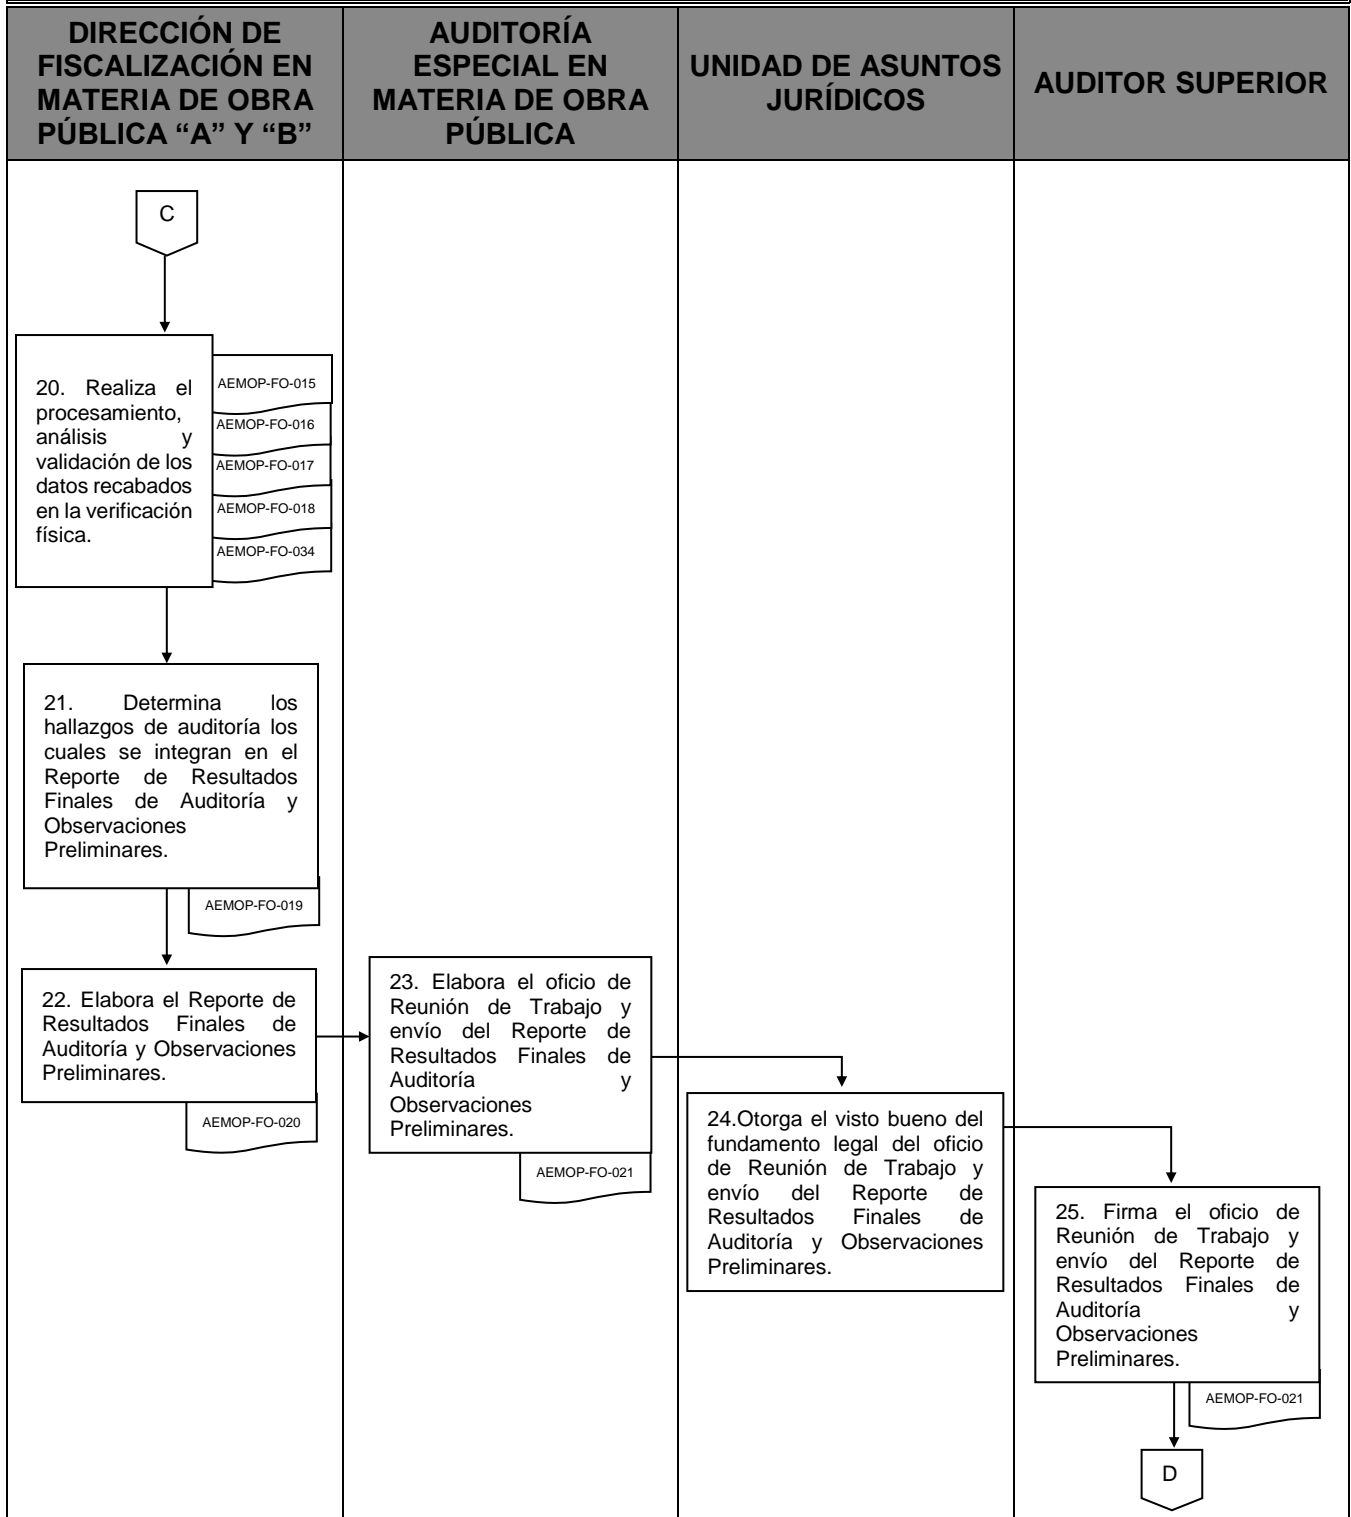 DIRECCIÓN DE
FISCALIZACIÓN EN
MATERIA DE OBRA
PÚBLICA “A” Y “B”
AUDITORÍA
ESPECIAL EN
MATERIA DE OBRA
PÚBLICA
UNIDAD DE ASUNTOS
JURÍDICOS
AUDITOR SUPERIOR
C
20. Realiza el
procesamiento,
análisis y
validación de los
datos recabados
en la verificación
física.
AEMOP-FO-015
AEMOP-FO-016
AEMOP-FO-017
AEMOP-FO-018
AEMOP-FO-034
21. Determina los
hallazgos de auditoría los
cuales se integran en el
Reporte de Resultados
Finales de Auditoría y
Observaciones
Preliminares.
AEMOP-FO-019
22. Elabora el Reporte de
Resultados Finales de
Auditoría y Observaciones
Preliminares.
AEMOP-FO-020
23. Elabora el oficio de
Reunión de Trabajo y
envío del Reporte de
Resultados Finales de
Auditoría y
Observaciones
Preliminares.
AEMOP-FO-021
24.Otorga el visto bueno del
fundamento legal del oficio
de Reunión de Trabajo y
envío del Reporte de
Resultados Finales de
Auditoría y Observaciones
Preliminares.
25. Firma el oficio de
Reunión de Trabajo y
envío del Reporte de
Resultados Finales de
Auditoría y
Observaciones
Preliminares.
AEMOP-FO-021
D